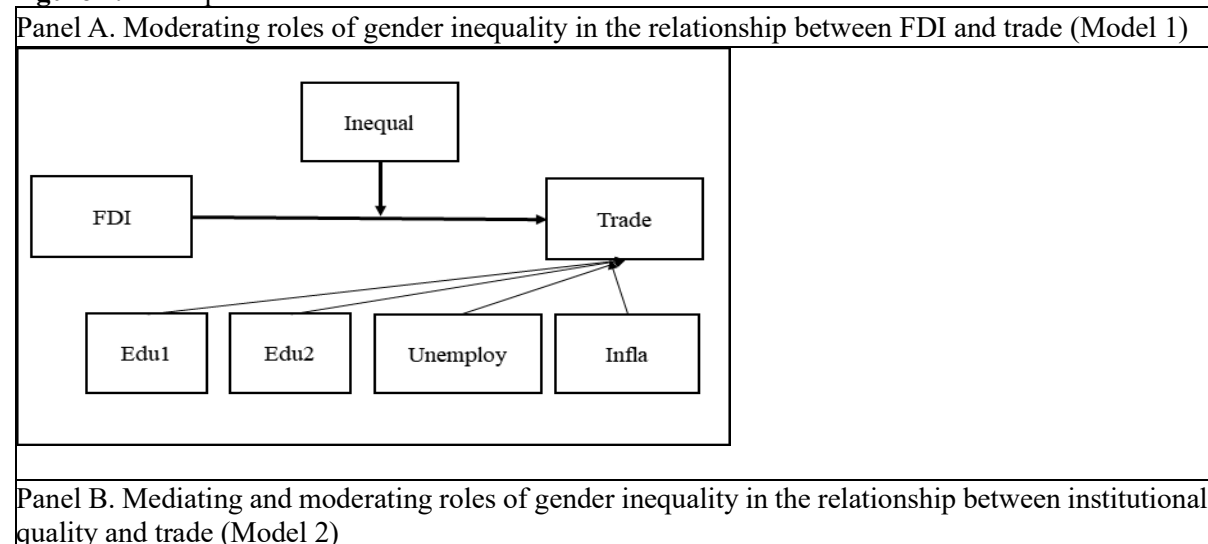 Panel A. Moderating roles of gender inequality in the relationship between FDI and trade (Model 1)
Inequal
FDI
Trade
Edu1
Edu2
Unemploy
Infla
Panel B. Mediating and moderating roles of gender inequality in the relationship between institutional
quality and trade (Model 2)